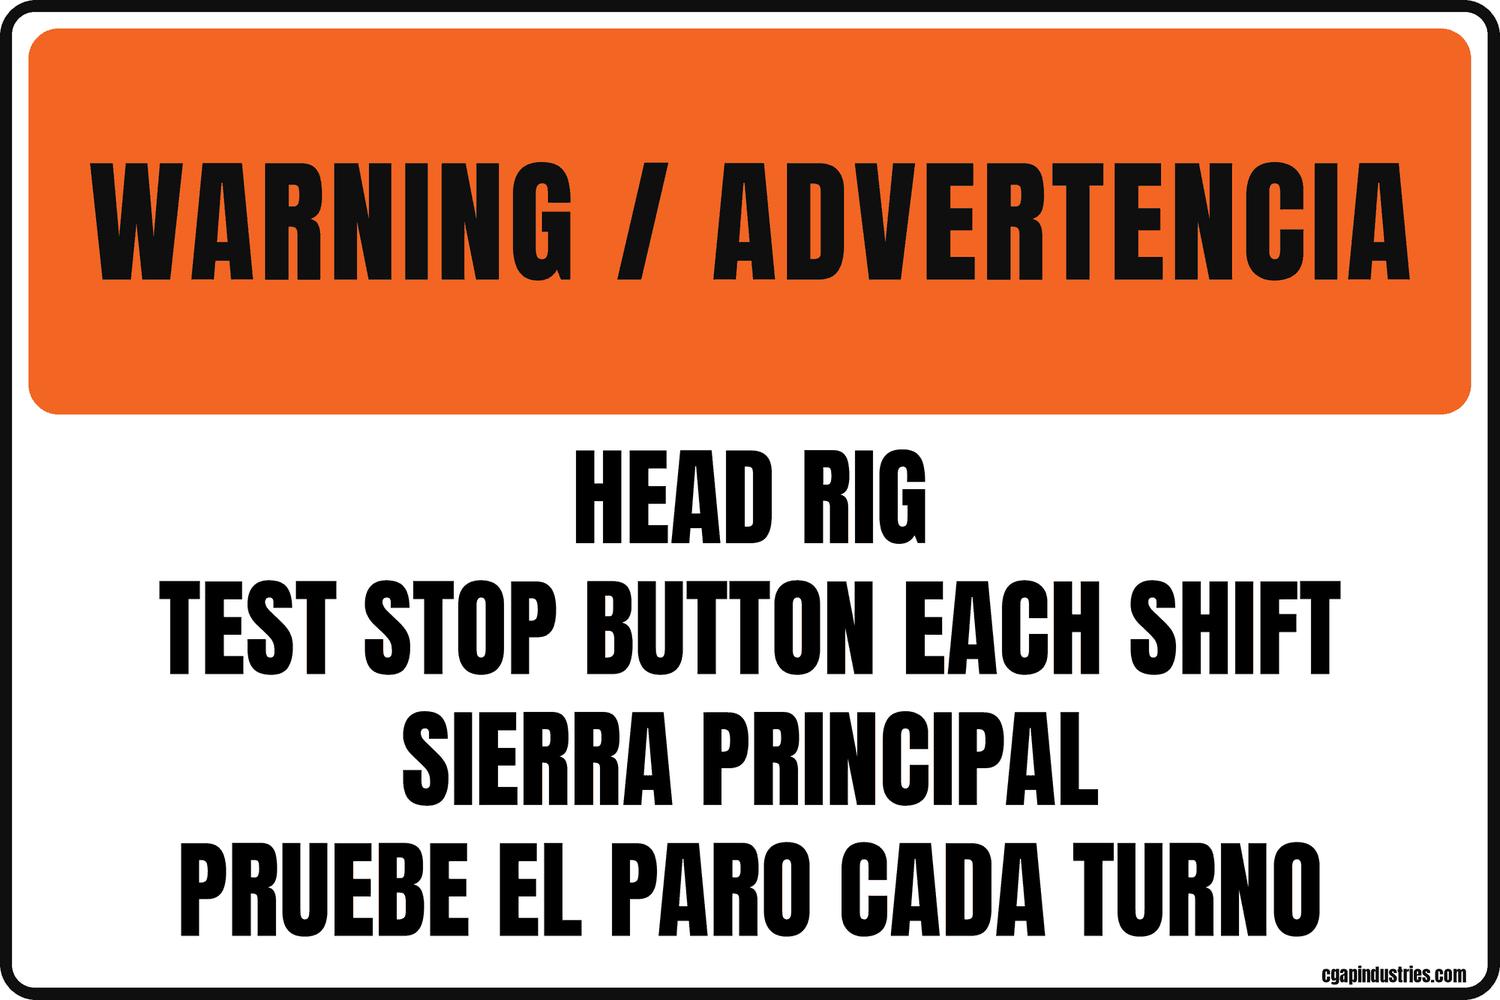 WARNING / ADVERTENCIA
HEAD RIG
TEST STOP BUTTON EACH SHIFT
SIERRA PRINCIPAL
PRUEBE EL PARO CADA TURNO
cgapindustries.com